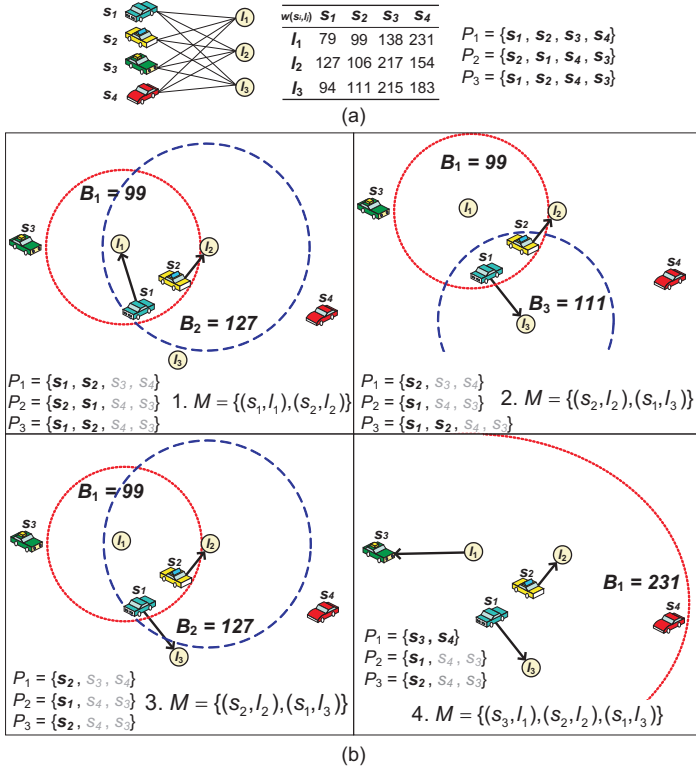 s₁
s₂
s₃
s₄
l₁
l₂
l₃
w(sᵢ,lⱼ) s₁ s₂ s₃ s₄
l₁ 79 99 138 231
l₂ 127 106 217 154
l₃ 94 111 215 183
P₁ = {s₁, s₂, s₃, s₄}
P₂ = {s₂, s₁, s₄, s₃}
P₃ = {s₁, s₂, s₄, s₃}
(a)
B₁ = 99
s₃
l₁
l₂
s₂
s₁
s₄
B₂ = 127
l₃
P₁ = {s₁, s₂, s₃, s₄}
P₂ = {s₂, s₁, s₄, s₃}
P₃ = {s₁, s₂, s₄, s₃}
1. M = {(s₁,l₁),(s₂,l₂)}
B₁ = 99
s₃
l₁
l₂
s₂
s₁
s₄
B₃ = 111
l₃
P₁ = {s₂, s₃, s₄}
P₂ = {s₁, s₄, s₃}
P₃ = {s₁, s₂, s₄, s₃}
2. M = {(s₂,l₂),(s₁,l₃)}
B₁ = 99
s₃
l₁
l₂
s₂
s₁
s₄
B₂ = 127
l₃
P₁ = {s₂, s₃, s₄}
P₂ = {s₁, s₄, s₃}
P₃ = {s₂, s₄, s₃}
3. M = {(s₂,l₂),(s₁,l₃)}
s₃
l₁
l₂
s₂
B₁ = 231
s₁
s₄
l₃
P₁ = {s₃, s₄}
P₂ = {s₁, s₄, s₃}
P₃ = {s₂, s₄, s₃}
4. M = {(s₃,l₁),(s₂,l₂),(s₁,l₃)}
(b)